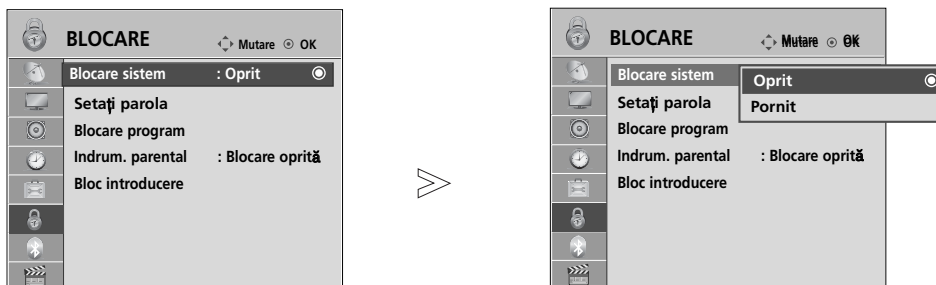 BLOCARE
Mutare OK
Blocare sistem : Oprit
Setați parola
Blocare program
Indrum. parental : Blocare oprită
Bloc introducere
>
BLOCARE
Mutare OK
Blocare sistem
Oprit
Setați parola
Pornit
Blocare program
Indrum. parental : Blocare oprită
Bloc introducere